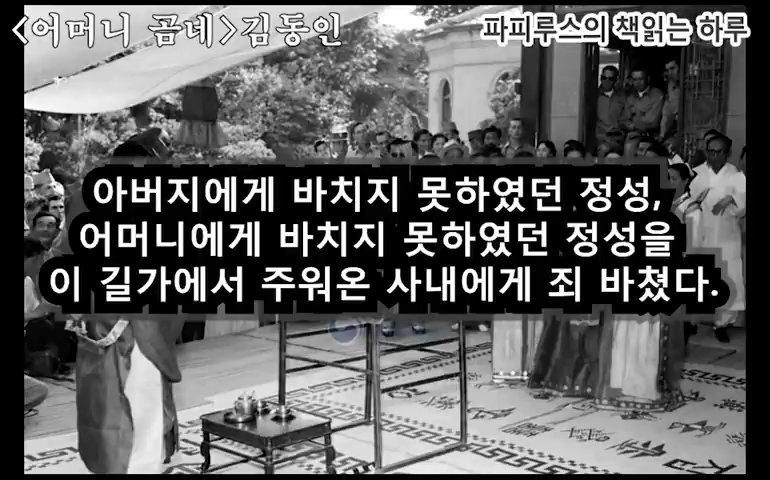 <어머니 곰네>김동인
파피루스의 책읽는 하루
아버지에게 바치지 못하였던 정성,
어머니에게 바치지 못하였던 정성을
이 길가에서 주워온 사내에게 죄 바쳤다.